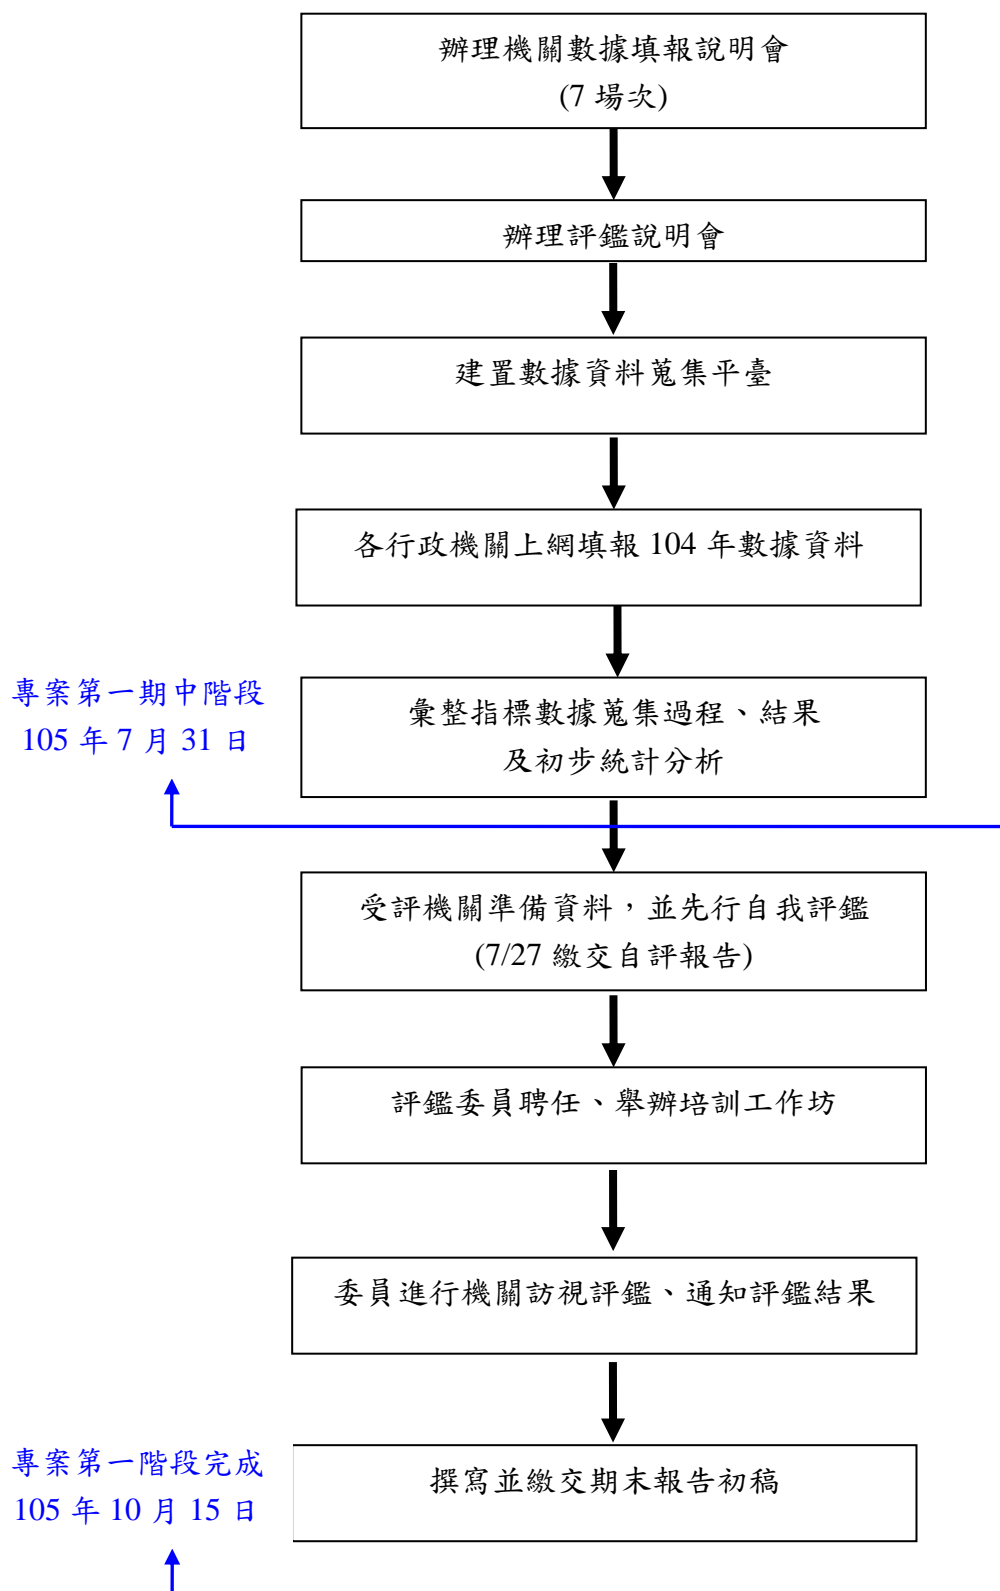 辦理機關數據填報說明會
(7 場次)
辦理評鑑說明會
建置數據資料蒐集平臺
各行政機關上網填報 104 年數據資料
專案第一期中階段
105 年 7 月 31 日
彙整指標數據蒐集過程、結果
及初步統計分析
受評機關準備資料，並先行自我評鑑
(7/27 繳交自評報告)
評鑑委員聘任、舉辦培訓工作坊
委員進行機關訪視評鑑、通知評鑑結果
專案第一階段完成
105 年 10 月 15 日
撰寫並繳交期末報告初稿